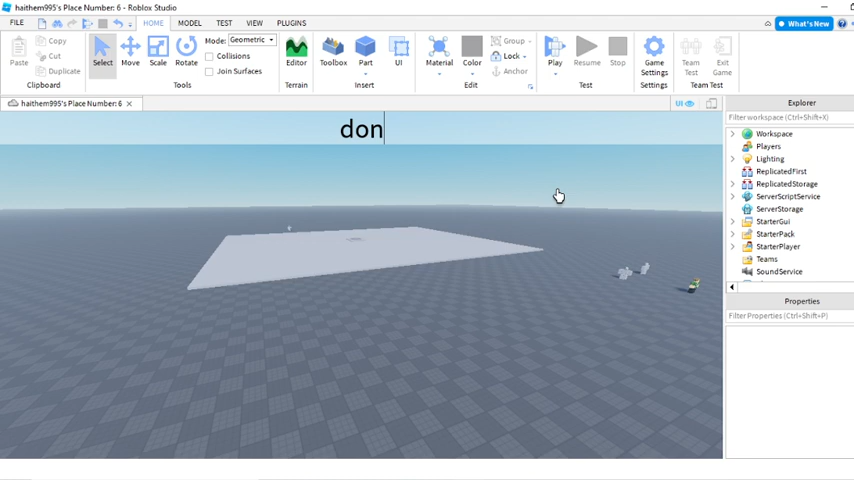 haithem995's Place Number: 6 - Roblox Studio
FILE HOME MODEL TEST VIEW PLUGINS What's New
Paste Copy Cut Duplicate Clipboard
Select Move Scale Rotate Mode: Geometric Collisions Join Surfaces Tools
Editor Terrain
Toolbox Part UI Insert
Material Color Group Lock Anchor Edit
Play Resume Stop Test
Game Settings Settings
Team Test Exit Game Team Test
haithem995's Place Number: 6 UI
don
Explorer
Filter workspace (Ctrl+Shift+X)
Workspace
Players
Lighting
ReplicatedFirst
ReplicatedStorage
ServerScriptService
ServerStorage
StarterGui
StarterPack
StarterPlayer
Teams
SoundService
Properties
Filter Properties (Ctrl+Shift+P)